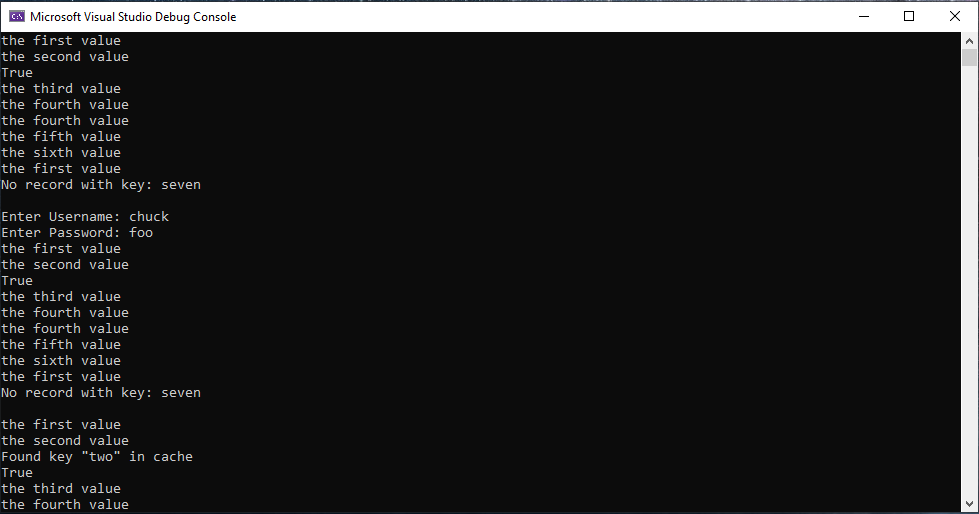 Microsoft Visual Studio Debug Console
the first value
the second value
True
the third value
the fourth value
the fourth value
the fifth value
the sixth value
the first value
No record with key: seven
Enter Username: chuck
Enter Password: foo
the first value
the second value
True
the third value
the fourth value
the fourth value
the fifth value
the sixth value
the first value
No record with key: seven
the first value
the second value
Found key "two" in cache
True
the third value
the fourth value